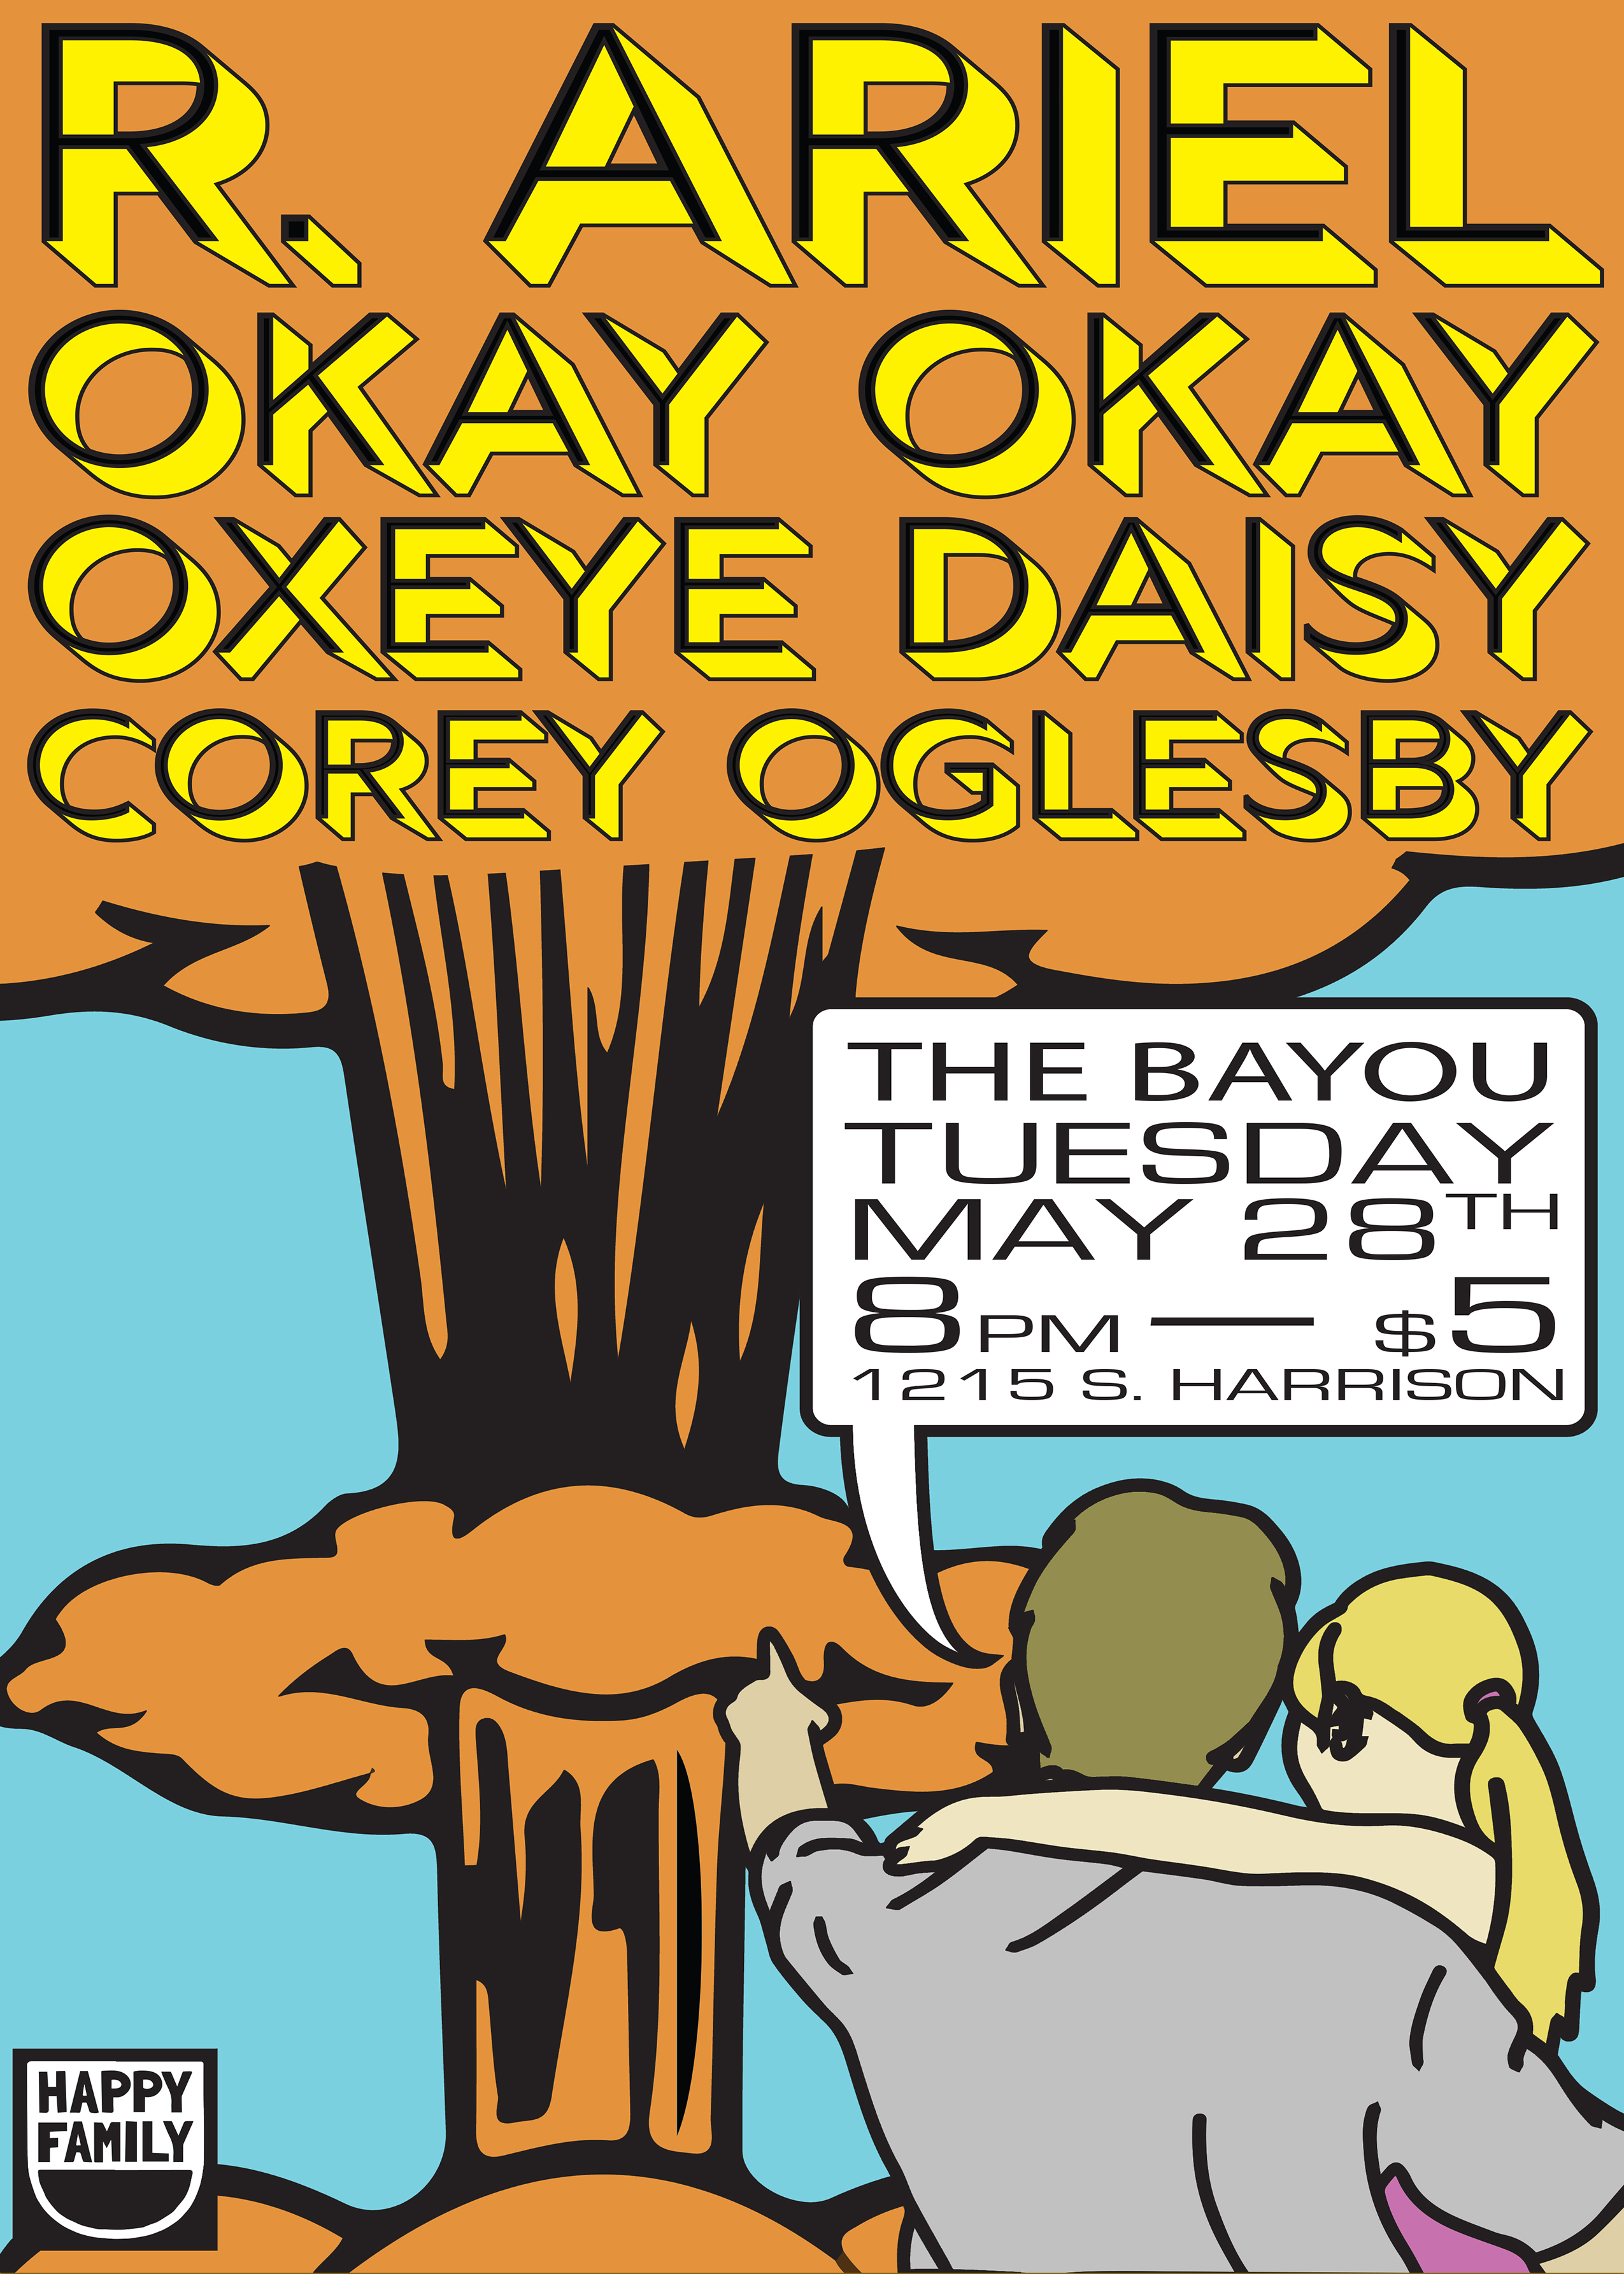 R. ARIEL
OKAY OKAY
OXEYE DAISY
COREY OGLESBY
THE BAYOU
TUESDAY
MAY 28TH
8PM — $5
1215 S. HARRISON
HAPPY
FAMILY